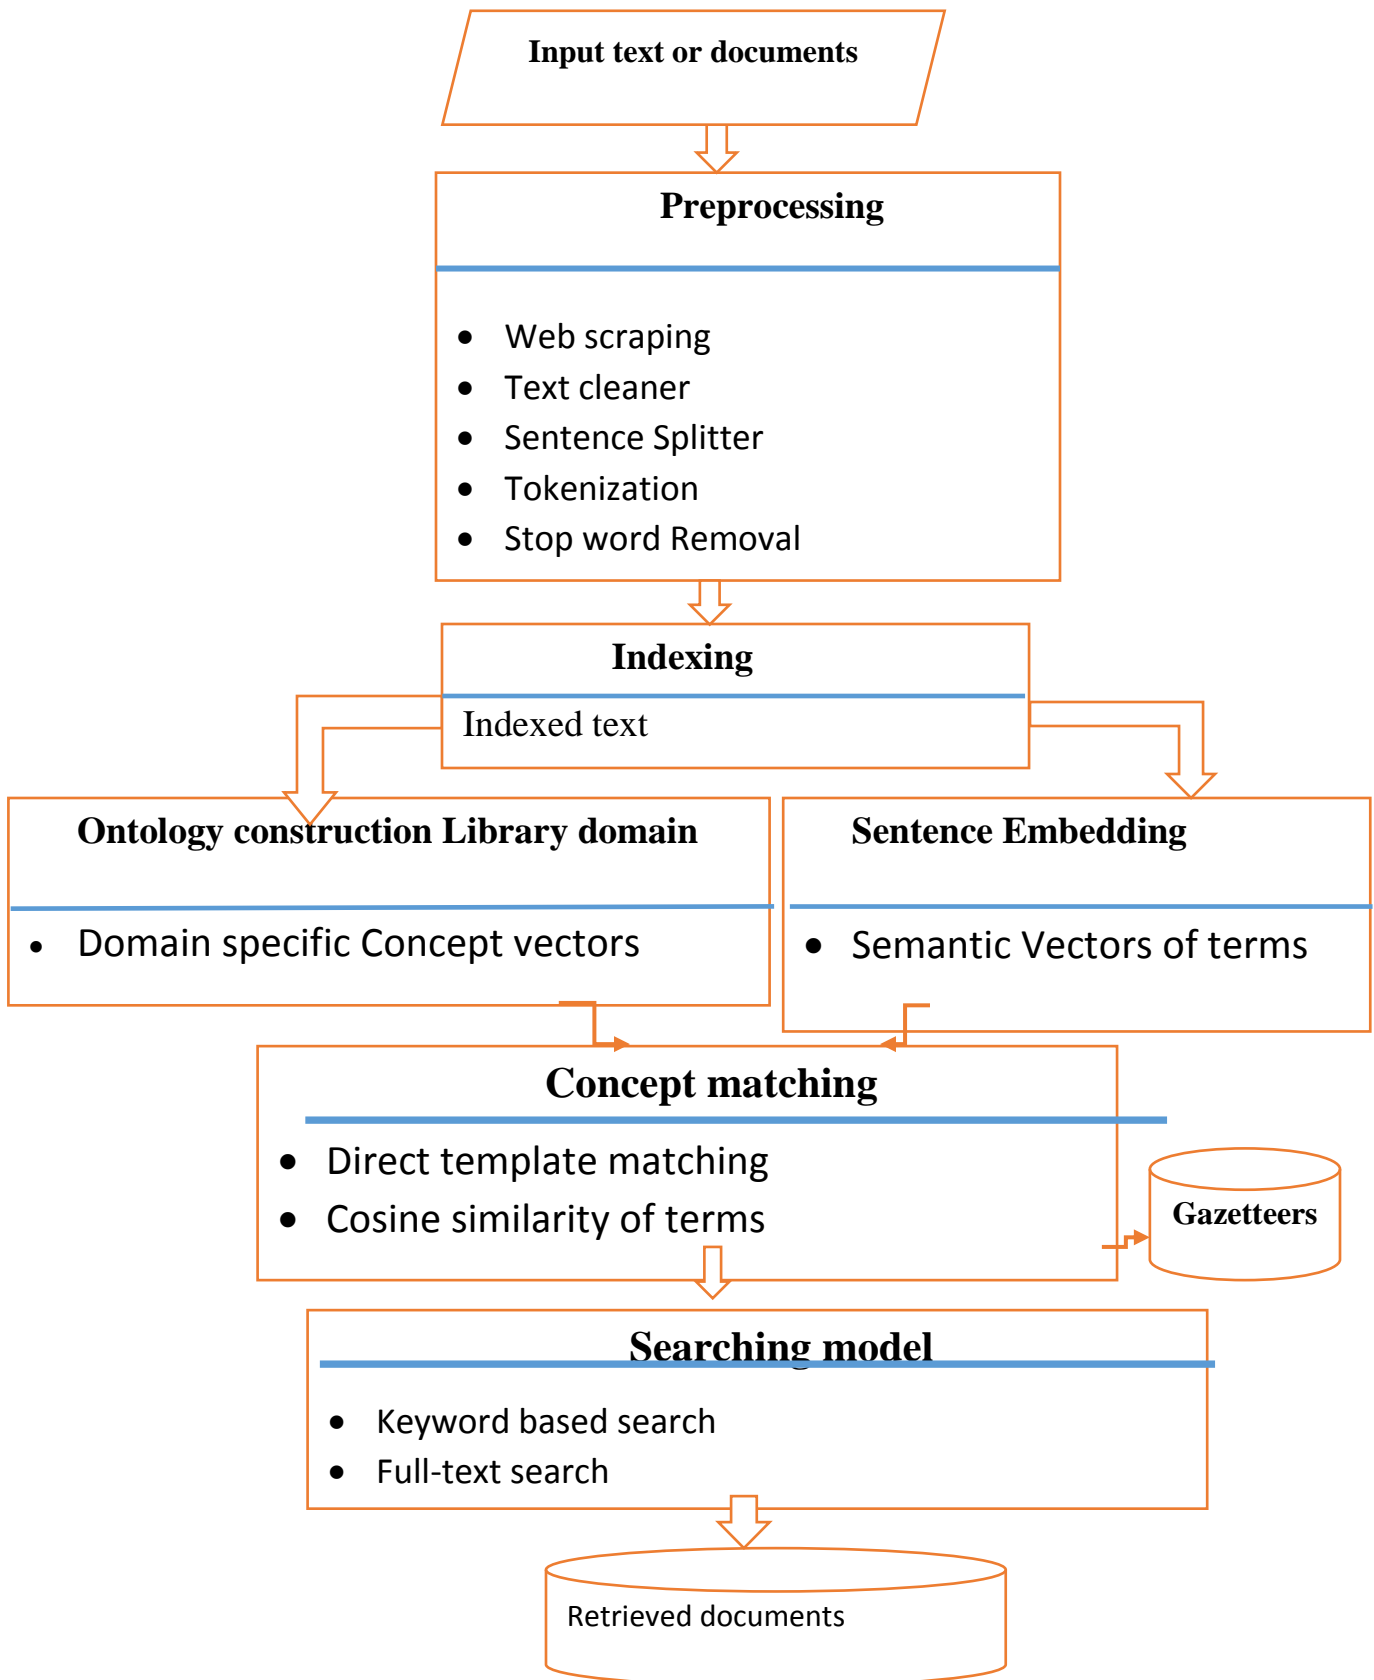 Input text or documents
Preprocessing
• Web scraping
• Text cleaner
• Sentence Splitter
• Tokenization
• Stop word Removal
Indexing
Indexed text
Ontology construction Library domain
• Domain specific Concept vectors
Sentence Embedding
• Semantic Vectors of terms
Concept matching
• Direct template matching
• Cosine similarity of terms
Gazetteers
Searching model
• Keyword based search
• Full-text search
Retrieved documents